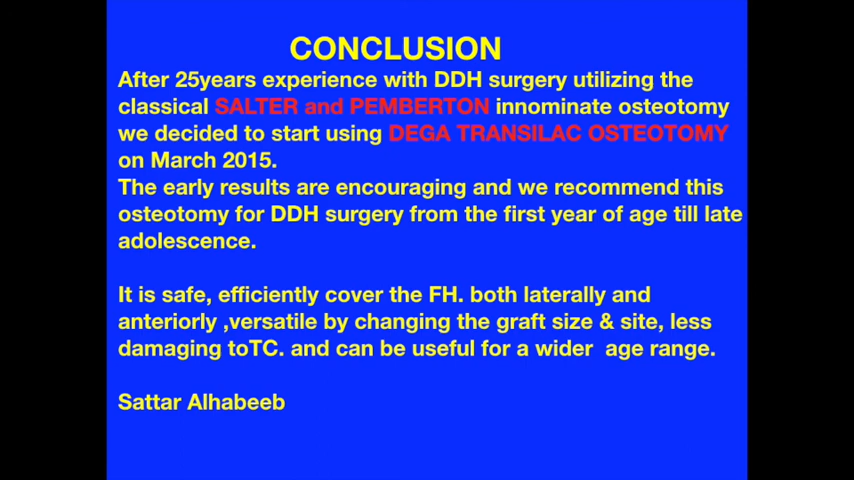 CONCLUSION
After 25years experience with DDH surgery utilizing the
classical SALTER and PEMBERTON innominate osteotomy
we decided to start using DEGA TRANSILAC OSTEOTOMY
on March 2015.
The early results are encouraging and we recommend this
osteotomy for DDH surgery from the first year of age till late
adolescence.
It is safe, efficiently cover the FH. both laterally and
anteriorly ,versatile by changing the graft size & site, less
damaging toTC. and can be useful for a wider  age range.
Sattar Alhabeeb